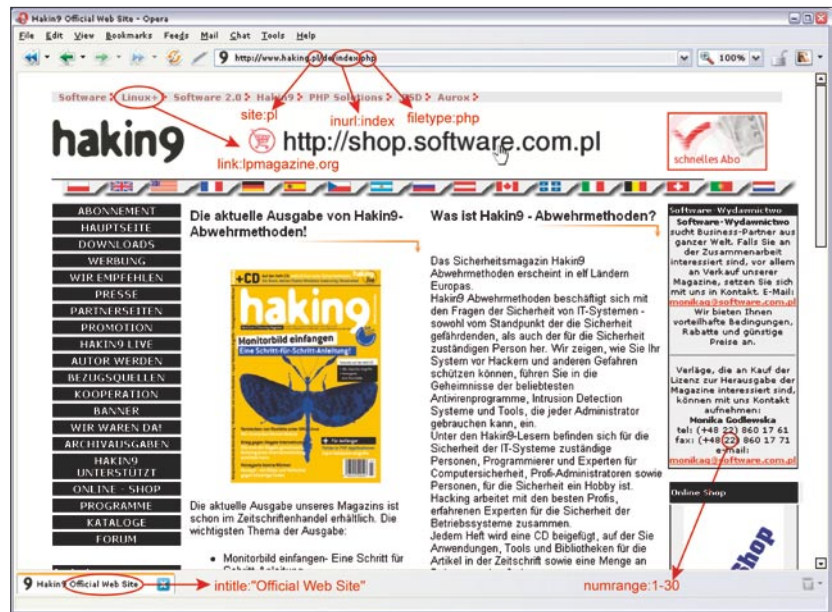 Hakin9 Official Web Site - Opera
File Edit View Bookmarks Feeds Mail Chat Tools Help
9 http://www.haking.pl/de/index.php
100%
Software Linux+ Software 2.0 Hakin9 PHP Solutions Aurox
site:pl
inurl:index
filetype:php
hakin9
http://shop.software.com.pl
link:lpmagazine.org
schnelles Abo
ABONNEMENT
HAUPTSEITE
DOWNLOADS
WERBUNG
WIR EMPFEHLEN
PRESSE
PARTNERSEITEN
PROMOTION
HAKIN9 LIVE
AUTOR WERDEN
BEZUGSQUELLEN
KOOPERATION
BANNER
WIR WAREN DA!
ARCHIVAUSGABEN
HAKIN9
UNTERSTÜTZT
ONLINE - SHOP
PROGRAMME
KATALOGE
FORUM
Die aktuelle Ausgabe von Hakin9-
Abwehrmethoden!
+CD
hakin9
Monitorbild einfangen
Eine Schritt-für-Schritt-Anleitung!
Die aktuelle Ausgabe unseres Magazins ist
schon im Zeitschriftenhandel erhältlich. Die
wichtigsten Thema der Ausgabe:
Monitorbild einfangen- Eine Schritt für
Was ist Hakin9 - Abwehrmethoden?
Das Sicherheitsmagazin Hakin9
Abwehrmethoden erscheint in elf Ländern
Europas.
Hakin9 Abwehrmethoden beschäftigt sich mit
den Fragen der Sicherheit von IT-Systemen -
sowohl vom Standpunkt der die Sicherheit
gefährdenden, als auch der für die Sicherheit
zuständigen Person her. Wir zeigen, wie Sie Ihr
System vor Hackern und anderen Gefahren
schützen können, führen Sie in die
Geheimnisse der beliebtesten
Antivirenprogramme, Intrusion Detection
Systeme und Tools, die jeder Administrator
gebrauchen kann, ein.
Unter den Hakin9-Lesern befinden sich für die
Sicherheit der IT-Systeme zuständige
Personen, Programmierer und Experten für
Computersicherheit, Profi-Administratoren sowie
Personen, für die Sicherheit ein Hobby ist.
Hacking arbeitet mit den besten Profis,
erfahrenen Experten für die Sicherheit der
Betriebssysteme zusammen.
Jedem Heft wird eine CD beigefügt, auf der Sie
Anwendungen, Tools und Bibliotheken für die
Artikel in der Zeitschrift sowie eine Menge an
Software-Wydawnictwo
Software-Wydawnictwo
sucht Business-Partner aus
ganzer Welt. Falls Sie an
der Zusammenarbeit
interessiert sind, vor allem
an Verkauf unserer
Magazine, setzen Sie sich
mit uns in Kontakt. E-Mail:
monikag@software.com.pl
Wir bieten Ihnen
vorteilhafte Bedingungen,
Rabatte und günstige
Preise an.
Verläge, die an Kauf der
Lizenz zur Herausgabe der
Magazine interessiert sind,
können mit uns Kontakt
aufnehmen:
Monika Godlewska
tel: (+48 22) 860 17 61
fax: (+48 22) 860 17 71
e-mail:
monikag@software.com.pl
Online Shop
Shop
9 Hakin9 Official Web Site
intitle:"Official Web Site"
numrange:1-30